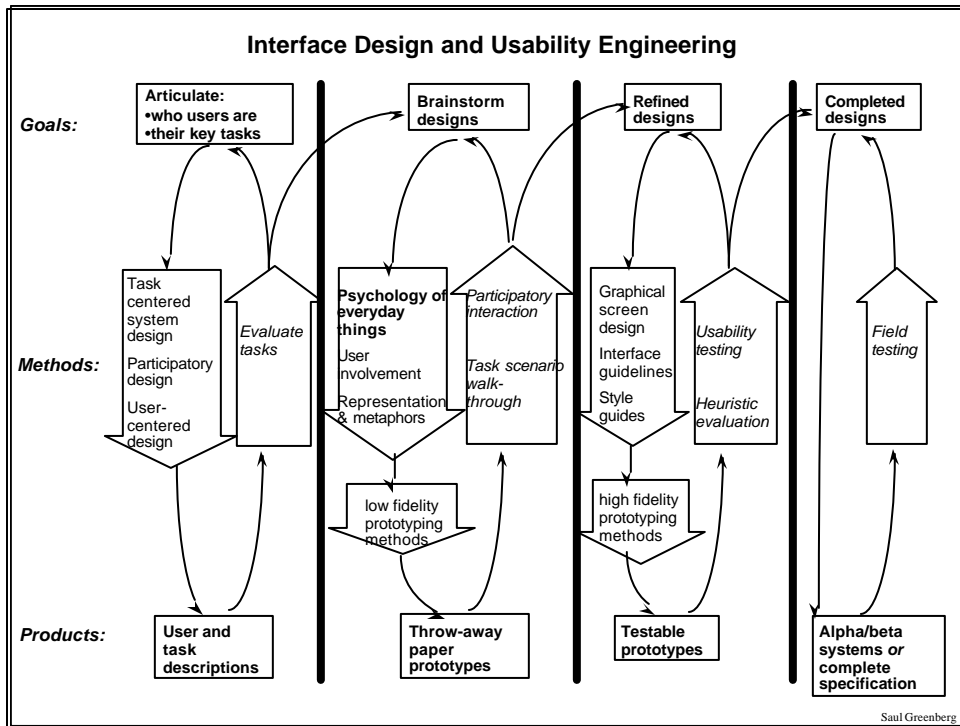 Interface Design and Usability Engineering
Goals:
Articulate:
•who users are
•their key tasks
Brainstorm
designs
Refined
designs
Completed
designs
Methods:
Task
centered
system
design
Participatory
design
User-
centered
design
Evaluate
tasks
Psychology of
everyday
things
User
involvement
Representation
& metaphors
low fidelity
prototyping
methods
Participatory
interaction
Task scenario
walk-
through
Graphical
screen
design
Interface
guidelines
Style
guides
high fidelity
prototyping
methods
Usability
testing
Heuristic
evaluation
Field
testing
Products:
User and
task
descriptions
Throw-away
paper
prototypes
Testable
prototypes
Alpha/beta
systems or
complete
specification
Saul Greenberg